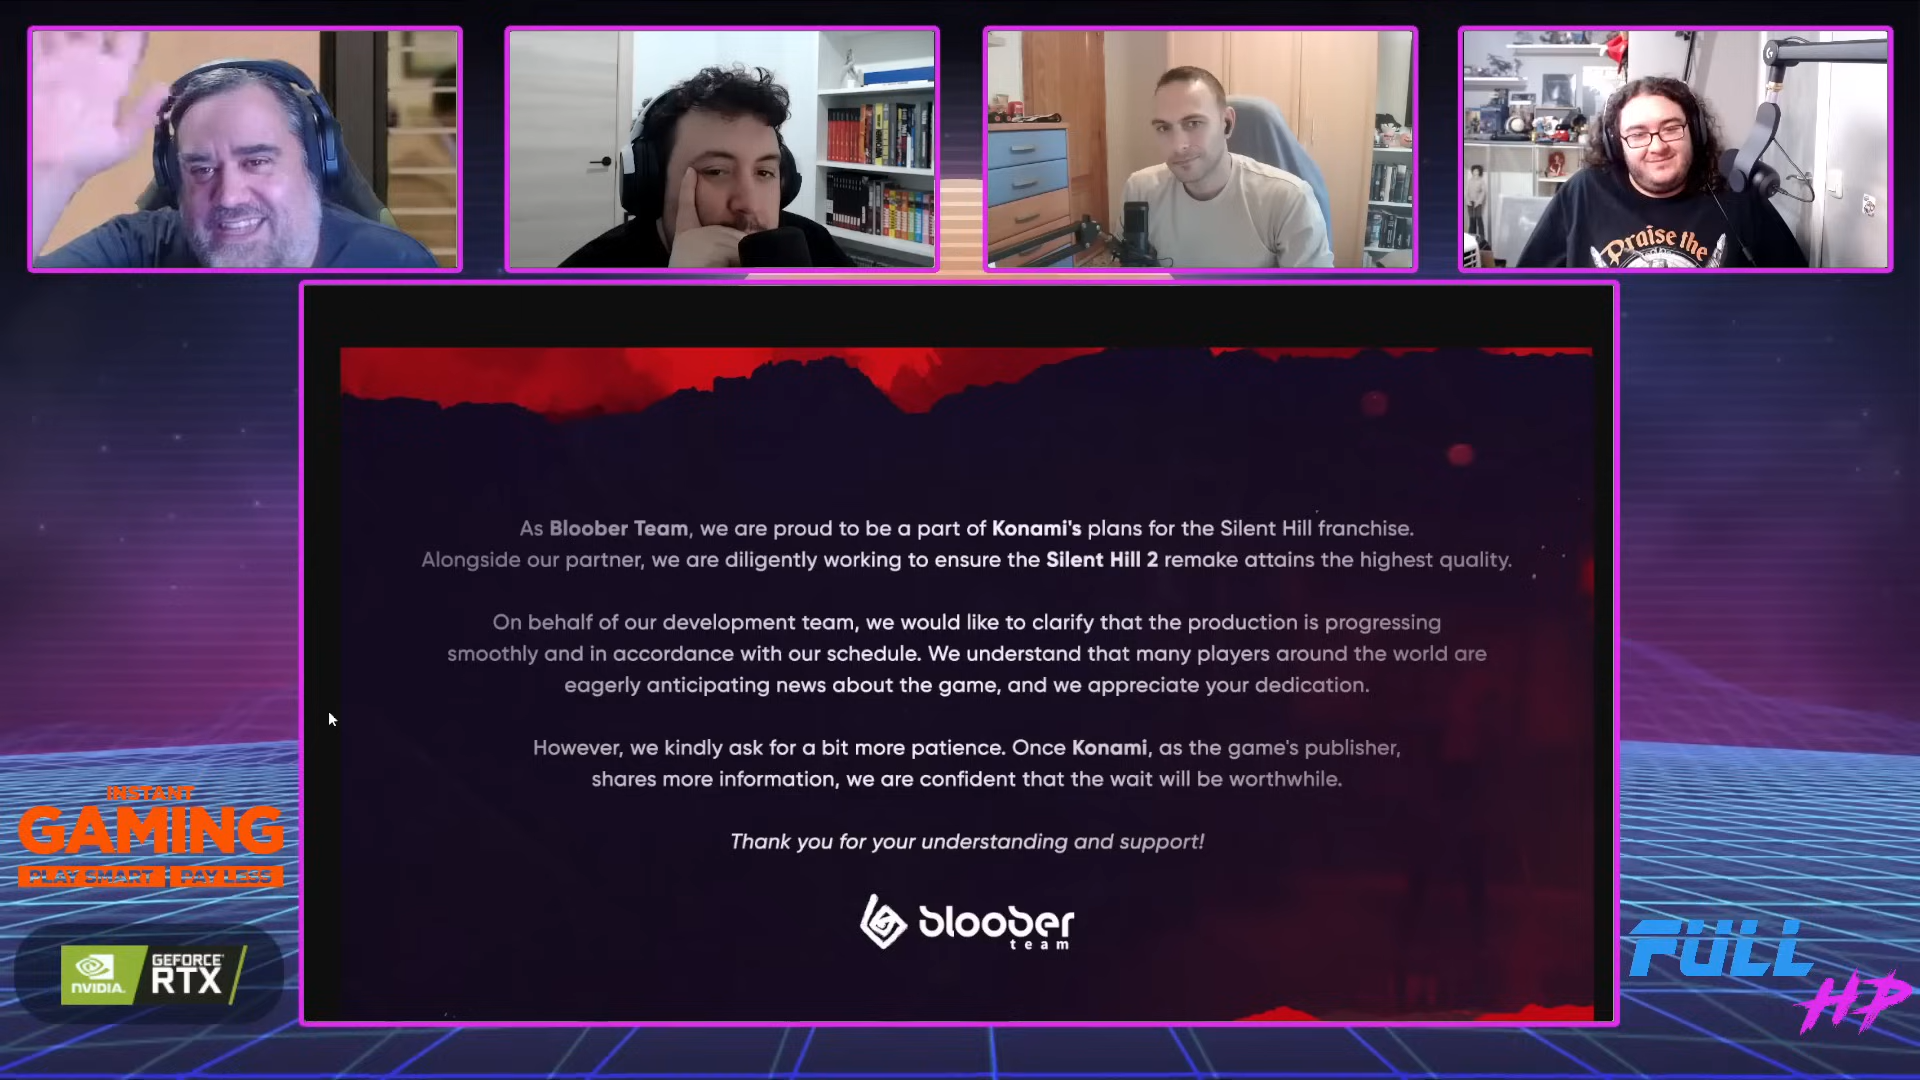 Praise the
As Bloober Team, we are proud to be a part of Konami's plans for the Silent Hill franchise.
Alongside our partner, we are diligently working to ensure the Silent Hill 2 remake attains the highest quality.
On behalf of our development team, we would like to clarify that the production is progressing
smoothly and in accordance with our schedule. We understand that many players around the world are
eagerly anticipating news about the game, and we appreciate your dedication.
However, we kindly ask for a bit more patience. Once Konami, as the game's publisher,
shares more information, we are confident that the wait will be worthwhile.
Thank you for your understanding and support!
bloober
team
INSTANT
GAMING
PLAY SMART PAY LESS
NVIDIA.
GEFORCE
RTX
FULL
HP